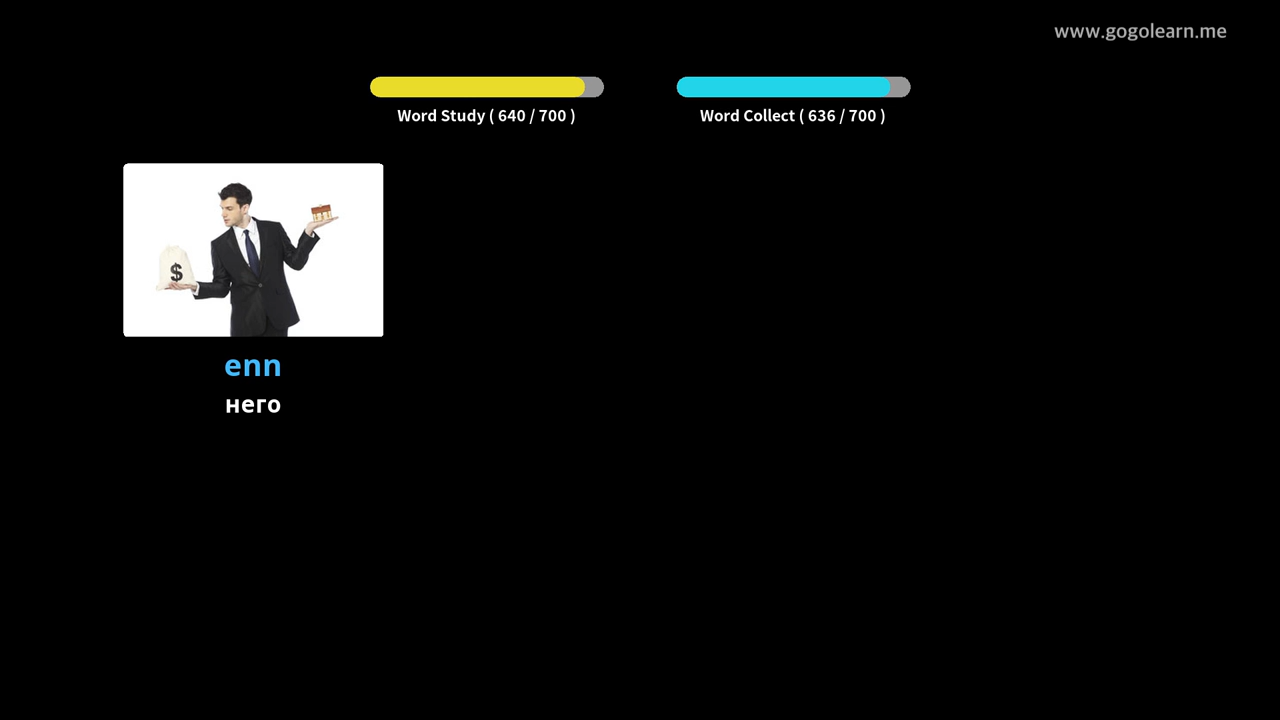 www.gogolearn.me
Word Study ( 640 / 700 )
Word Collect ( 636 / 700 )
$
enn
него